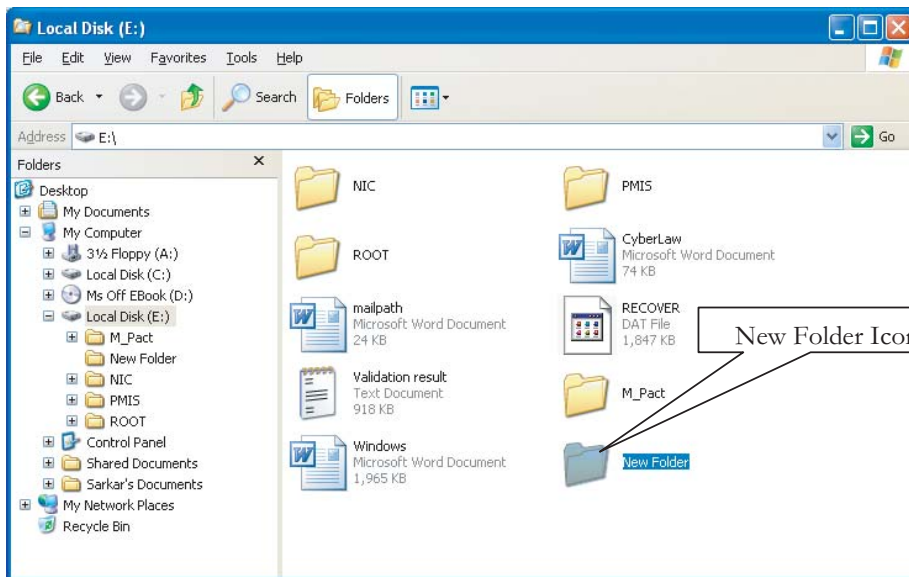 Local Disk (E:)
File Edit View Favorites Tools Help
Back Search Folders
Address E:\ Go
Folders X
Desktop
My Documents
My Computer
3½ Floppy (A:)
Local Disk (C:)
Ms Off EBook (D:)
Local Disk (E:)
M_Pact
New Folder
NIC
PMIS
ROOT
Control Panel
Shared Documents
Sarkar's Documents
My Network Places
Recycle Bin
NIC
PMIS
ROOT
CyberLaw
Microsoft Word Document
74 KB
mailpath
Microsoft Word Document
24 KB
RECOVER
DAT File
1,847 KB
Validation result
Text Document
918 KB
M_Pact
Windows
Microsoft Word Document
1,965 KB
New Folder
New Folder Icon